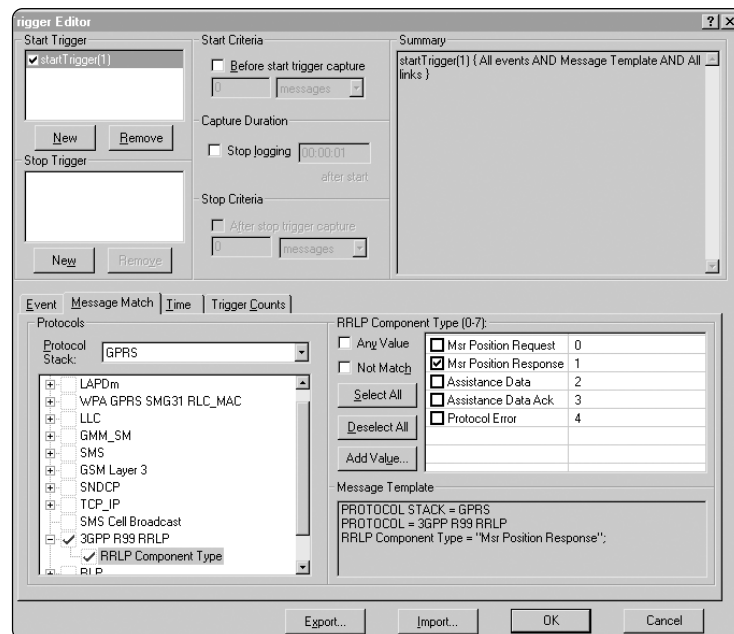 rigger Editor
Start Trigger
startTrigger(1)
New Remove
Stop Trigger
New Remove
Start Criteria
Before start trigger capture
0 messages
Capture Duration
Stop logging 00:00:01
after start
Stop Criteria
After stop trigger capture
0 messages
Summary
startTrigger(1) { All events AND Message Template AND All
links }
Event Message Match Time Trigger Counts
Protocols
Protocol
Stack: GPRS
LAPDm
WPA GPRS SMG31 RLC_MAC
LLC
GMM_SM
SMS
GSM Layer 3
SNDCP
TCP_IP
SMS Cell Broadcast
3GPP R99 RRLP
RRLP Component Type
RLP
RRLP Component Type (0-7):
Any Value
Not Match
Select All
Deselect All
Add Value...
Msr Position Request 0
Msr Position Response 1
Assistance Data 2
Assistance Data Ack 3
Protocol Error 4
Message Template
PROTOCOL STACK = GPRS
PROTOCOL = 3GPP R99 RRLP
RRLP Component Type = "Msr Position Response";
Export... Import... OK Cancel